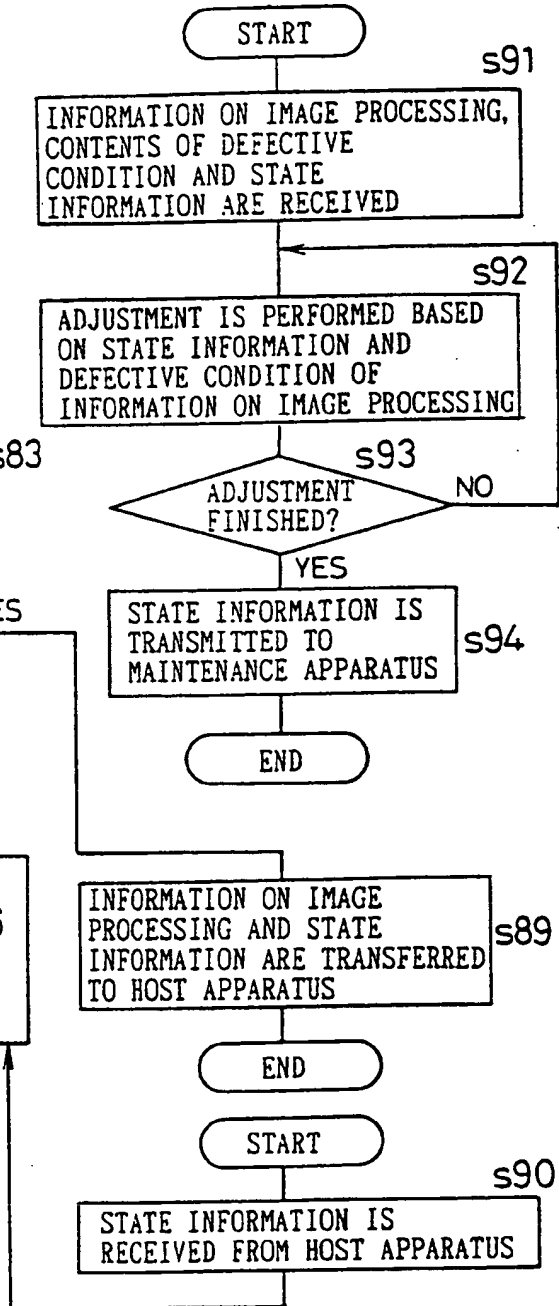 START
s91
INFORMATION ON IMAGE PROCESSING,
CONTENTS OF DEFECTIVE
CONDITION AND STATE
INFORMATION ARE RECEIVED
s92
ADJUSTMENT IS PERFORMED BASED
ON STATE INFORMATION AND
DEFECTIVE CONDITION OF
INFORMATION ON IMAGE PROCESSING
s83
s93
ADJUSTMENT
FINISHED?
NO
YES
ES
STATE INFORMATION IS
TRANSMITTED TO
MAINTENANCE APPARATUS
s94
END
INFORMATION ON IMAGE
PROCESSING AND STATE
INFORMATION ARE TRANSFERRED
TO HOST APPARATUS
s89
END
START
s90
STATE INFORMATION IS
RECEIVED FROM HOST APPARATUS